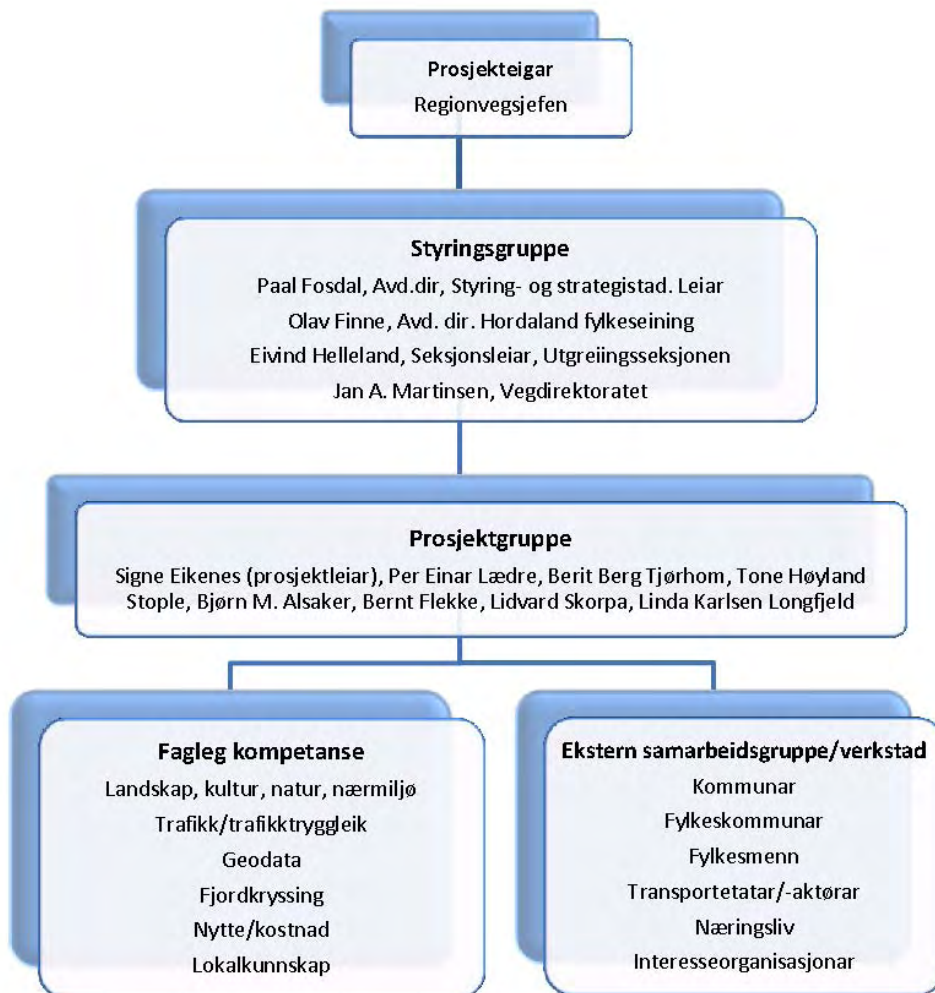 Prosjekteigar
Regionvegsjefen
Styringsgruppe
Paal Fosdal, Avd.dir, Styring- og strategistad. Leiar
Olav Finne, Avd. dir. Hordaland fylkeseining
Eivind Helleland, Seksjonsleiar, Utgreiingsseksjonen
Jan A. Martinsen, Vegdirektoratet
Prosjektgruppe
Signe Eikenes (prosjektleiar), Per Einar Lædre, Berit Berg Tjørhom, Tone Høyland
Stople, Bjørn M. Alsaker, Bernt Flekke, Lidvard Skorpa, Linda Karlsen Longfjeld
Fagleg kompetanse
Landskap, kultur, natur, nærmiljø
Trafikk/trafikktryggleik
Geodata
Fjordkryssing
Nytte/kostnad
Lokalkunnskap
Ekstern samarbeidsgruppe/verkstad
Kommunar
Fylkeskommunar
Fylkesmenn
Transportetatar/-aktørar
Næringsliv
Interesseorganisasjonar